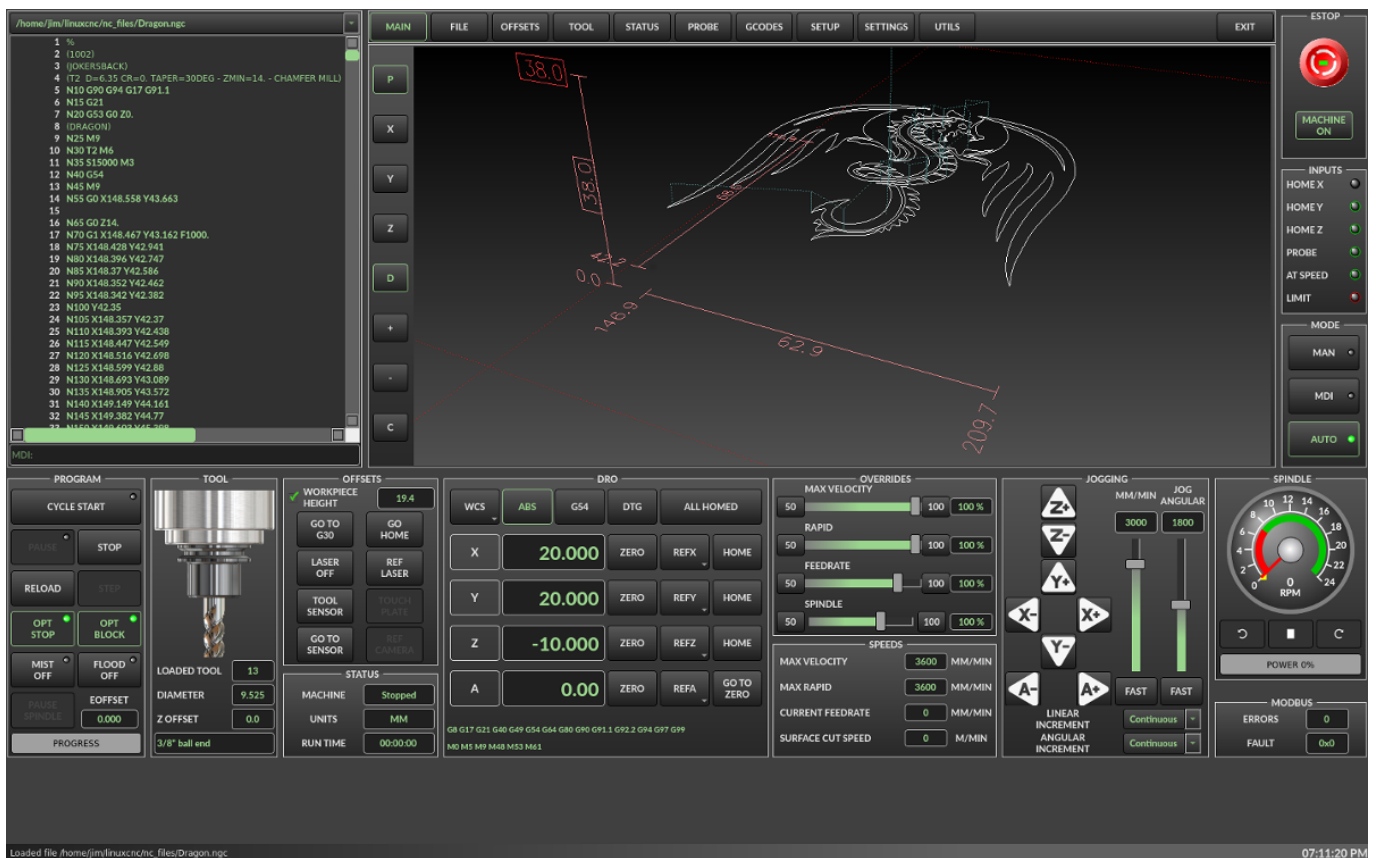 /home/jim/linuxcnc/nc_files/Dragon.ngc
1 %
2 (1002)
3 (JOKERSBACK)
4 (T2 D=6.35 CR=0. TAPER=30DEG - ZMIN=14. - CHAMFER MILL)
5 N10 G90 G94 G17 G91.1
6 N15 G21
7 N20 G53 G0 Z0.
8 (DRAGON)
9 N25 M9
10 N30 T2 M6
11 N35 S15000 M3
12 N40 G54
13 N45 M9
14 N55 G0 X148.558 Y43.663
15
16 N65 G0 Z14.
17 N70 G1 X148.467 Y43.162 F1000.
18 N75 X148.428 Y42.941
19 N80 X148.396 Y42.747
20 N85 X148.37 Y42.586
21 N90 X148.352 Y42.462
22 N95 X148.342 Y42.382
23 N100 Y42.35
24 N105 X148.357 Y42.37
25 N110 X148.393 Y42.438
26 N115 X148.447 Y42.549
27 N120 X148.516 Y42.698
28 N125 X148.599 Y42.88
29 N130 X148.693 Y43.089
30 N135 X148.905 Y43.572
31 N140 X149.149 Y44.161
32 N145 X149.382 Y44.77
MDI:
MAIN FILE OFFSETS TOOL STATUS PROBE GCODES SETUP SETTINGS UTILS EXIT
P
X
Y
Z
D
+
-
C
38.0
38.0
0.0
146.9
62.9
209.7
ESTOP
MACHINE
ON
INPUTS
HOME X
HOME Y
HOME Z
PROBE
AT SPEED
LIMIT
MODE
MAN
MDI
AUTO
PROGRAM
CYCLE START
PAUSE STOP
RELOAD STEP
OPT
STOP
OPT
BLOCK
MIST
OFF
FLOOD
OFF
PAUSE
SPINDLE
EOFFSET
0.000
PROGRESS
TOOL
LOADED TOOL 13
DIAMETER 9.525
Z OFFSET 0.0
3/8" ball end
OFFSETS
WORKPIECE
HEIGHT
19.4
GO TO
G30
GO
HOME
LASER
OFF
REF
LASER
TOOL
SENSOR
TOUCH
PLATE
GO TO
SENSOR
REF
CAMERA
STATUS
MACHINE Stopped
UNITS MM
RUN TIME 00:00:00
DRO
WCS ABS G54 DTG ALL HOMED
X 20.000 ZERO REFX HOME
Y 20.000 ZERO REFY HOME
Z -10.000 ZERO REFZ HOME
A 0.00 ZERO REFA GO TO
ZERO
G8 G17 G21 G40 G49 G54 G64 G80 G90 G91.1 G92.2 G94 G97 G99
M0 M5 M9 M48 M53 M61
OVERRIDES
MAX VELOCITY
50 100 100 %
RAPID
50 100 100 %
FEEDRATE
50 100 100 %
SPINDLE
50 100 100 %
SPEEDS
MAX VELOCITY 3600 MM/MIN
MAX RAPID 3600 MM/MIN
CURRENT FEEDRATE 0 MM/MIN
SURFACE CUT SPEED 0 M/MIN
JOGGING
Z+
Z-
Y+
X- X+
Y-
A- A+
MM/MIN
JOG
ANGULAR
3000 1800
FAST FAST
LINEAR
INCREMENT
Continuous
ANGULAR
INCREMENT
Continuous
SPINDLE
0 2 4 6 8 10 12 14 16 18 20 22 24
0
RPM
POWER 0%
MODBUS
ERRORS 0
FAULT 0x0
Loaded file /home/jim/linuxcnc/nc_files/Dragon.ngc
07:11:20 PM